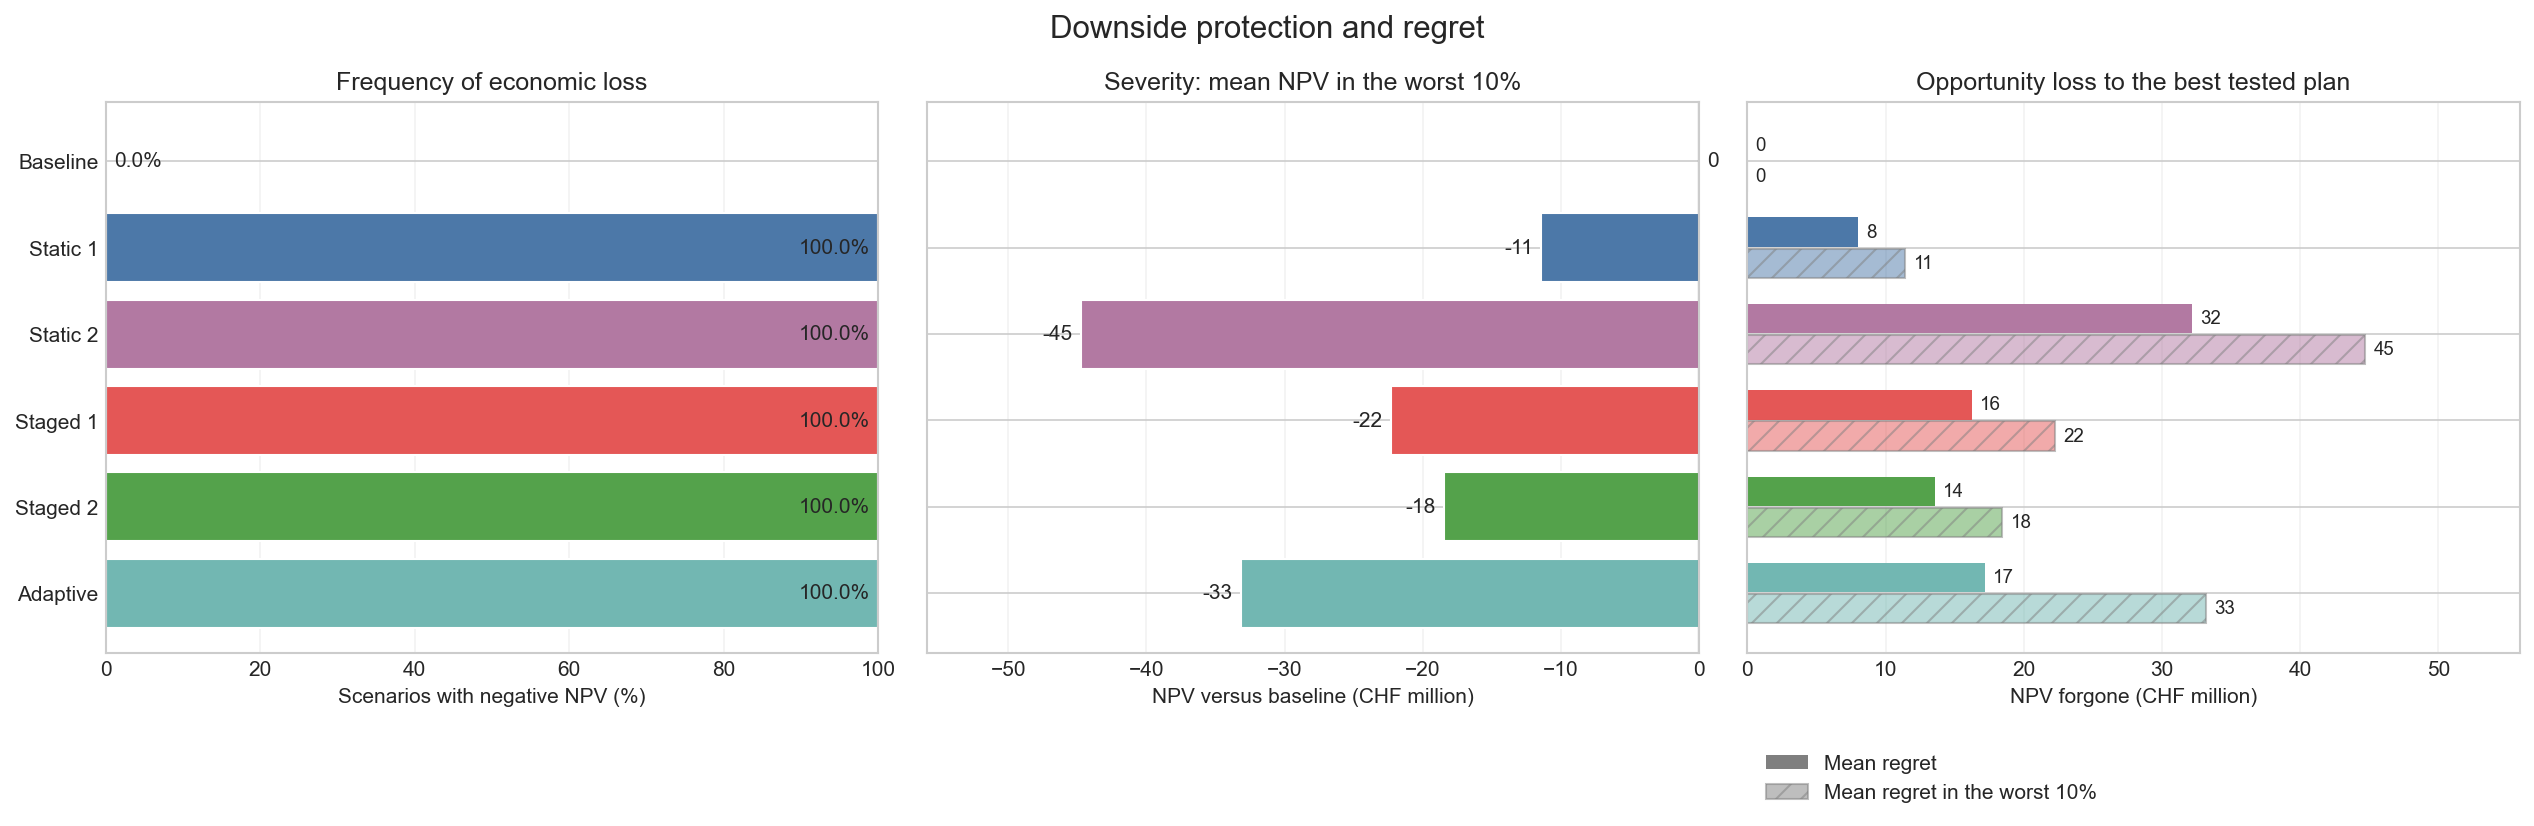 Downside protection and regret
Frequency of economic loss
Baseline
0.0%
Static 1
100.0%
Static 2
100.0%
Staged 1
100.0%
Staged 2
100.0%
Adaptive
100.0%
0 20 40 60 80 100
Scenarios with negative NPV (%)
Severity: mean NPV in the worst 10%
0
-11
-45
-22
-18
-33
−50 −40 −30 −20 −10 0
NPV versus baseline (CHF million)
Opportunity loss to the best tested plan
0
0
8
11
32
45
16
22
14
18
17
33
0 10 20 30 40 50
NPV forgone (CHF million)
Mean regret
Mean regret in the worst 10%